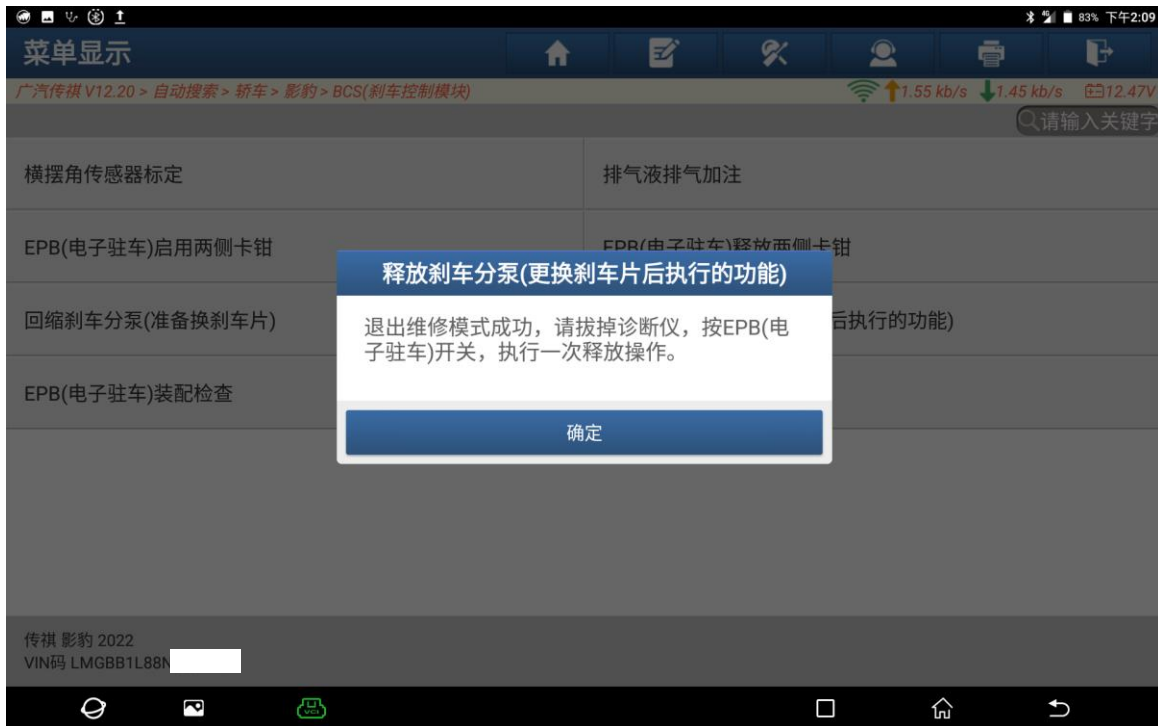 83% 下午2:09
菜单显示
广汽传祺 V12.20 > 自动搜索 > 轿车 > 影豹 > BCS(刹车控制模块)
1.55 kb/s 1.45 kb/s 12.47V
请输入关键字
横摆角传感器标定
排气液排气加注
EPB(电子驻车)启用两侧卡钳
EPB(电子驻车)释放两侧卡钳
释放刹车分泵(更换刹车片后执行的功能)
回缩刹车分泵(准备换刹车片)
后执行的功能)
退出维修模式成功，请拔掉诊断仪，按EPB(电
子驻车)开关，执行一次释放操作。
EPB(电子驻车)装配检查
确定
传祺 影豹 2022
VIN码 LMGBB1L88N
VCI